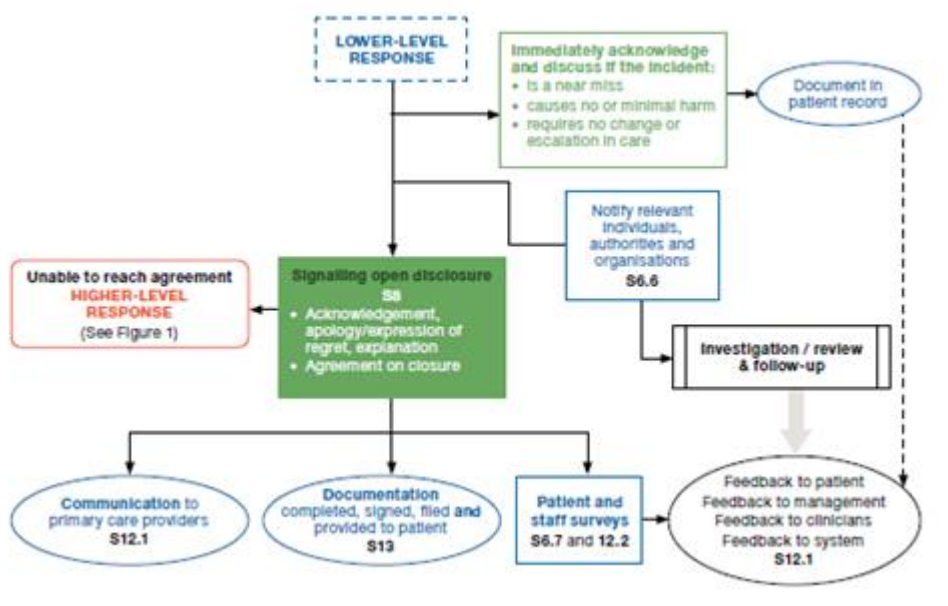 LOWER-LEVEL
RESPONSE
Immediately acknowledge
and discuss if the incident:
• is a near miss
• causes no or minimal harm
• requires no change or
escalation in care
Document in
patient record
Notify relevant
individuals,
authorities and
organisations
S6.6
Unable to reach agreement
HIGHER-LEVEL
RESPONSE
(See Figure 1)
Signalling open disclosure
S8
• Acknowledgement,
apology/expression of
regret, explanation
• Agreement on closure
Investigation / review
& follow-up
Communication to
primary care providers
S12.1
Documentation
completed, signed, filed and
provided to patient
S13
Patient and
staff surveys
S6.7 and 12.2
Feedback to patient
Feedback to management
Feedback to clinicians
Feedback to system
S12.1